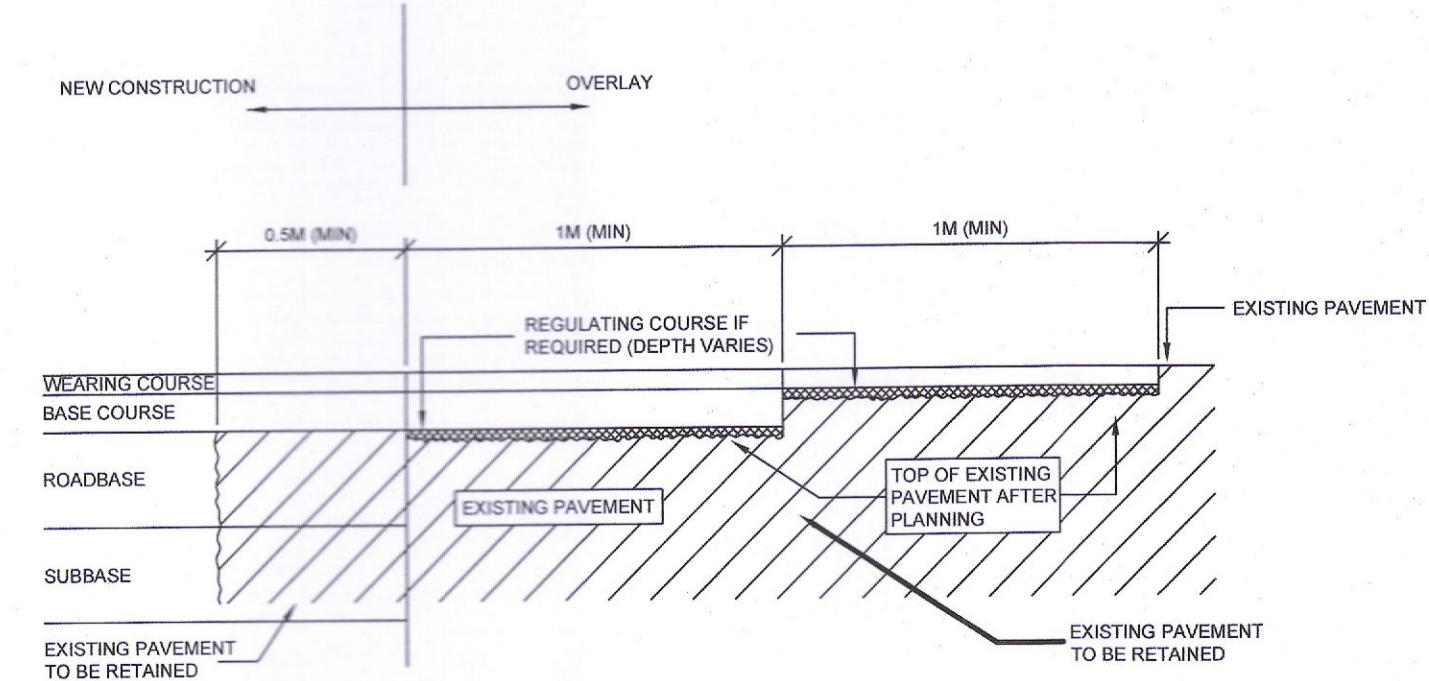 NEW CONSTRUCTION
OVERLAY
0.5M (MIN)
1M (MIN)
1M (MIN)
EXISTING PAVEMENT
REGULATING COURSE IF
REQUIRED (DEPTH VARIES)
WEARING COURSE
BASE COURSE
ROADBASE
EXISTING PAVEMENT
TOP OF EXISTING
PAVEMENT AFTER
PLANNING
SUBBASE
EXISTING PAVEMENT
TO BE RETAINED
EXISTING PAVEMENT
TO BE RETAINED